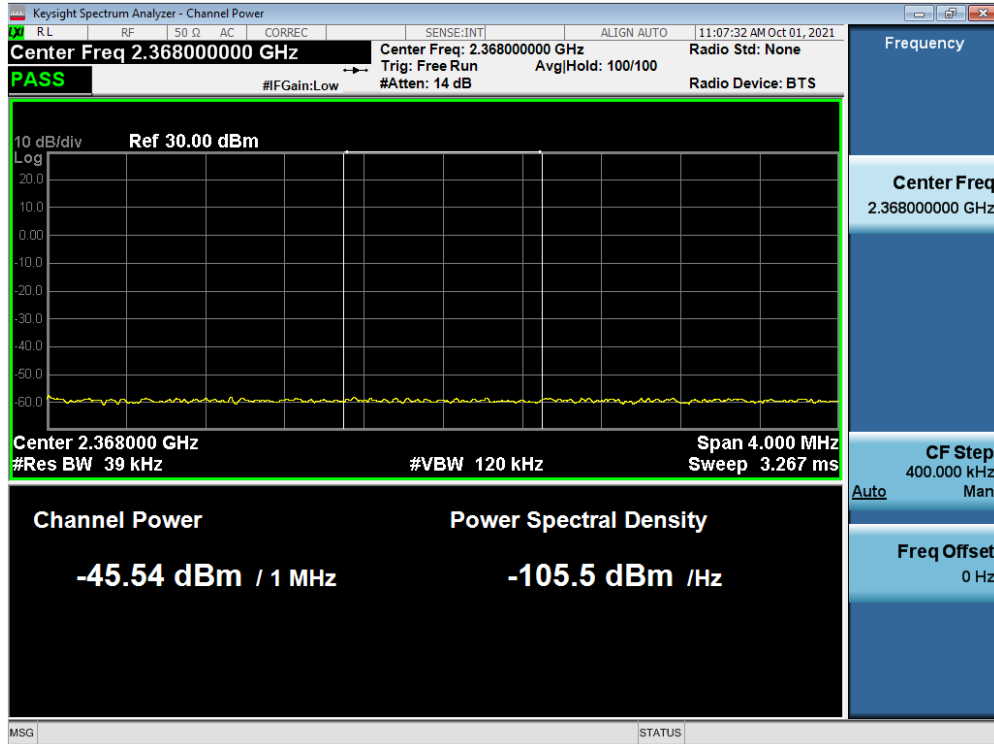 Keysight Spectrum Analyzer - Channel Power
LXI RL RF 50 Ω AC CORREC SENSE:INT ALIGN AUTO 11:07:32 AM Oct 01, 2021
Center Freq 2.368000000 GHz
PASS
#IFGain:Low
Center Freq: 2.368000000 GHz
Trig: Free Run Avg|Hold: 100/100
#Atten: 14 dB
Radio Std: None
Radio Device: BTS
10 dB/div Ref 30.00 dBm
Log
20.0
10.0
0.00
-10.0
-20.0
-30.0
-40.0
-50.0
-60.0
Center 2.368000 GHz Span 4.000 MHz
#Res BW 39 kHz #VBW 120 kHz Sweep 3.267 ms
Channel Power Power Spectral Density
-45.54 dBm / 1 MHz -105.5 dBm /Hz
Frequency
Center Freq
2.368000000 GHz
CF Step
400.000 kHz
Auto Man
Freq Offset
0 Hz
MSG STATUS